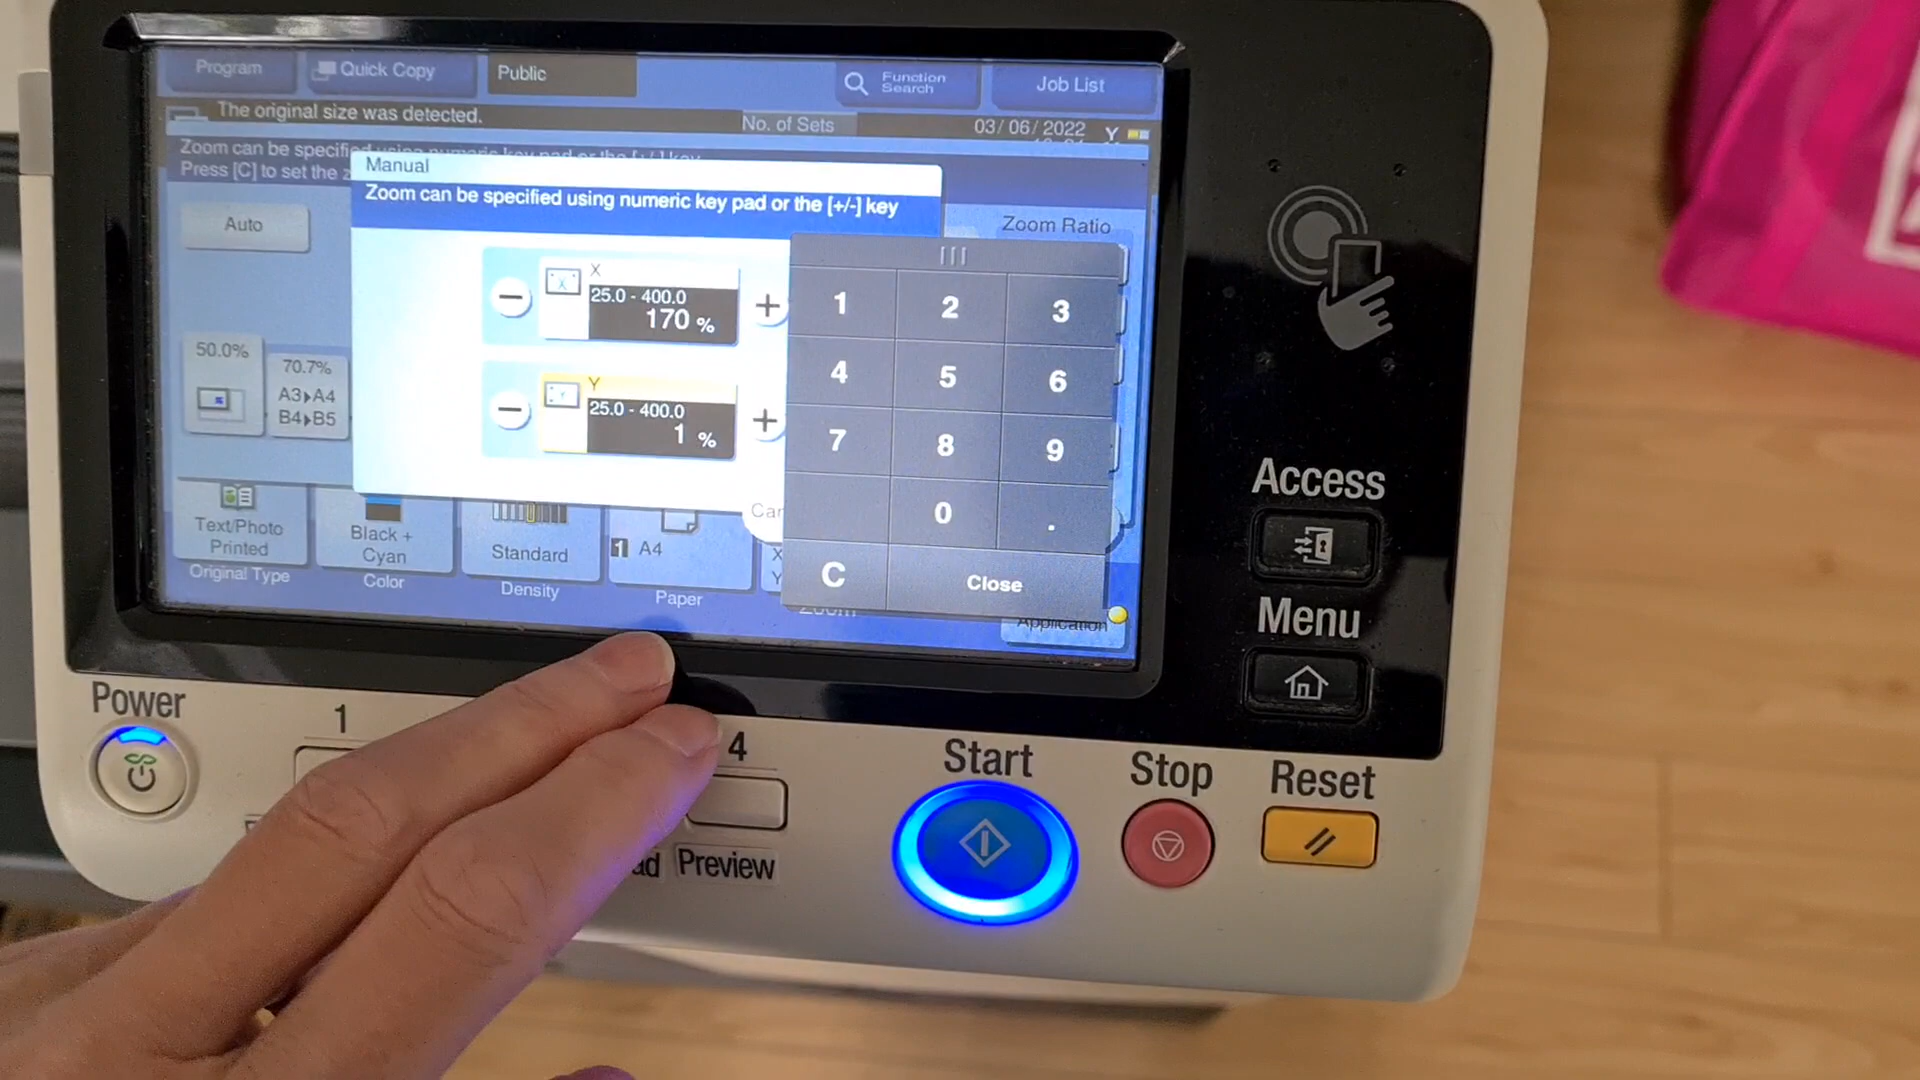 Program
Quick Copy
Public
Function Search
Job List
The original size was detected.
No. of Sets
03/06/2022
Y
Zoom can be specified using numeric key pad or the [+/-] key
Press [C] to set the
Manual
Zoom can be specified using numeric key pad or the [+/-] key
Auto
Zoom Ratio
X
25.0 - 400.0
170 %
Y
25.0 - 400.0
1 %
50.0%
70.7%
A3▸A4
B4▸B5
1 2 3
4 5 6
7 8 9
0 .
C Close
Text/Photo
Printed
Original Type
Black +
Cyan
Color
Standard
Density
1 A4
Paper
X
Y
Zoom
Application
Access
Menu
Power
1
4
Preview
Start
Stop
Reset